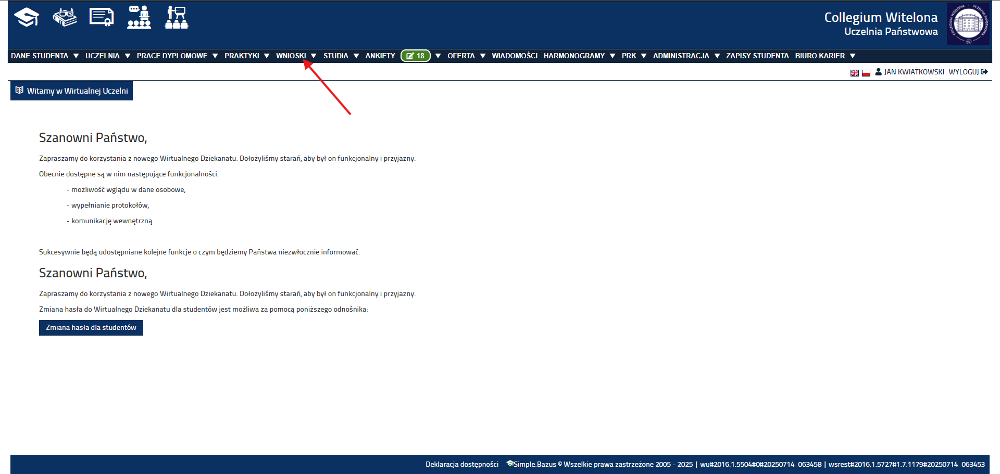 Collegium Witelona
Uczelnia Państwowa
COLLEGIUM WITELONA · UCZELNIA PAŃSTWOWA
DANE STUDENTA UCZELNIA PRACE DYPLOMOWE PRAKTYKI WNIOSKI STUDIA ANKIETY 18 OFERTA WIADOMOŚCI HARMONOGRAMY PRK ADMINISTRACJA ZAPISY STUDENTA BIURO KARIER
JAN KWIATKOWSKI WYLOGUJ
Witamy w Wirtualnej Uczelni
Szanowni Państwo,
Zapraszamy do korzystania z nowego Wirtualnego Dziekanatu. Dołożyliśmy starań, aby był on funkcjonalny i przyjazny.
Obecnie dostępne są w nim następujące funkcjonalności:
- możliwość wglądu w dane osobowe,
- wypełnianie protokołów,
- komunikację wewnętrzną.
Sukcesywnie będą udostępniane kolejne funkcje o czym będziemy Państwa niezwłocznie informować.
Szanowni Państwo,
Zapraszamy do korzystania z nowego Wirtualnego Dziekanatu. Dołożyliśmy starań, aby był on funkcjonalny i przyjazny.
Zmiana hasła do Wirtualnego Dziekanatu dla studentów jest możliwa za pomocą poniższego odnośnika:
Zmiana hasła dla studentów
Deklaracja dostępności Simple.Bazus © Wszelkie prawa zastrzeżone 2005 - 2025 | wu#2016.1.5504#0#20250714_063458 | wsrest#2016.1.5727#1.7.1179#20250714_063453